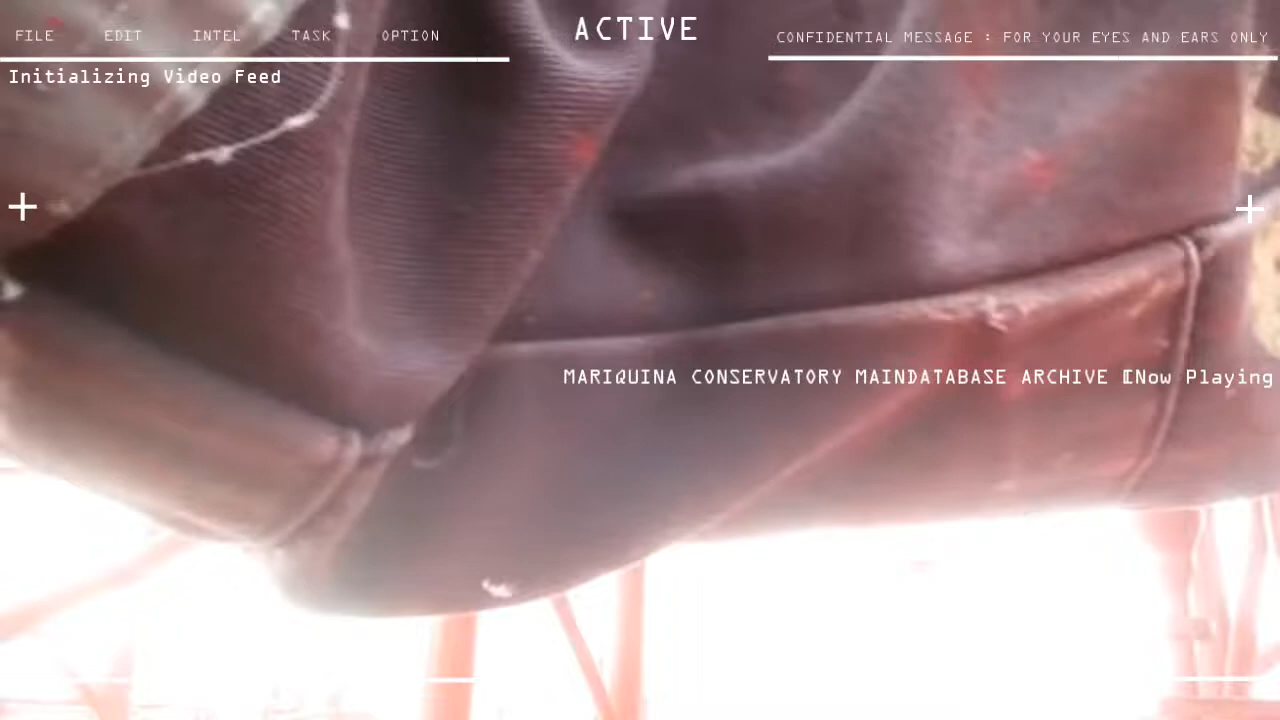 FILE EDIT INTEL TASK OPTION
ACTIVE
CONFIDENTIAL MESSAGE : FOR YOUR EYES AND EARS ONLY
Initializing Video Feed
MARIQUINA CONSERVATORY MAINDATABASE ARCHIVE [Now Playing